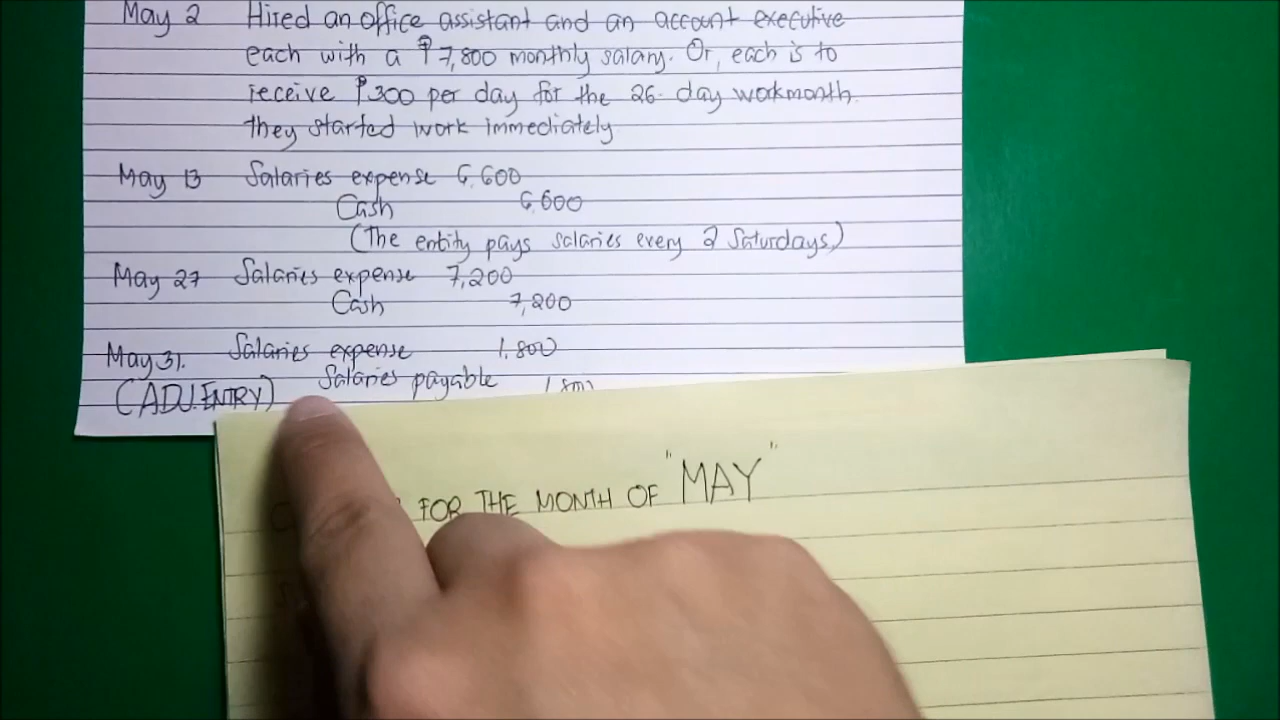 May 2 Hired an office assistant and an account executive
each with a ₱7,800 monthly salary. Or, each is to
receive ₱300 per day for the 26-day workmonth.
they started work immediately
May 13 Salaries expense 6,600
Cash 6,600
(The entity pays salaries every 2 Saturdays.)
May 27 Salaries expense 7,200
Cash 7,200
May 31. Salaries expense 1,800
(ADJ.ENTRY) Salaries payable 1,800
FOR THE MONTH OF "MAY"